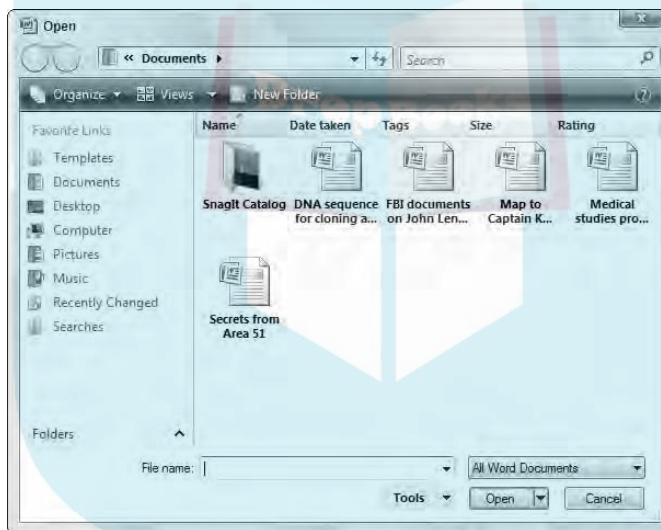 Open
« Documents
Search
Organize Views New Folder
Favorite Links
Name Date taken Tags Size Rating
Templates
Documents
Desktop
Computer
Pictures
Music
Recently Changed
Searches
Snagit Catalog
DNA sequence for cloning a...
FBI documents on John Len...
Map to Captain K...
Medical studies pro...
Secrets from Area 51
Folders
File name:
All Word Documents
Tools Open Cancel